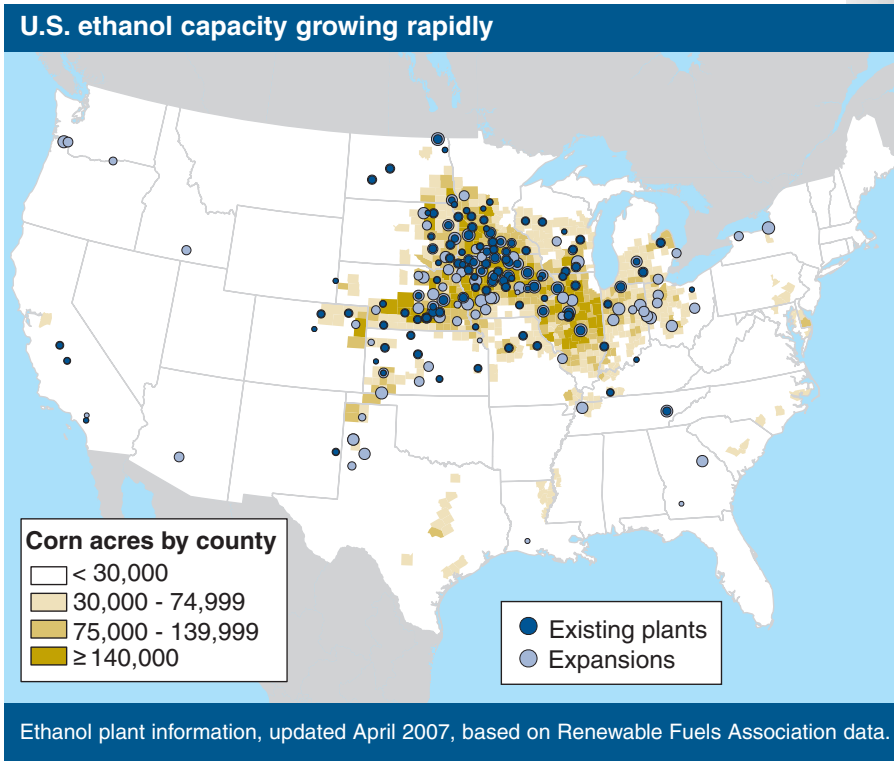 U.S. ethanol capacity growing rapidly
Corn acres by county
< 30,000
30,000 - 74,999
75,000 - 139,999
≥ 140,000
Existing plants
Expansions
Ethanol plant information, updated April 2007, based on Renewable Fuels Association data.